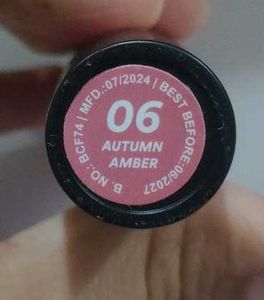 B. NO.: BCF74 | MFD.:07/2024 | BEST BEFORE:06/2027
06
AUTUMN
AMBER